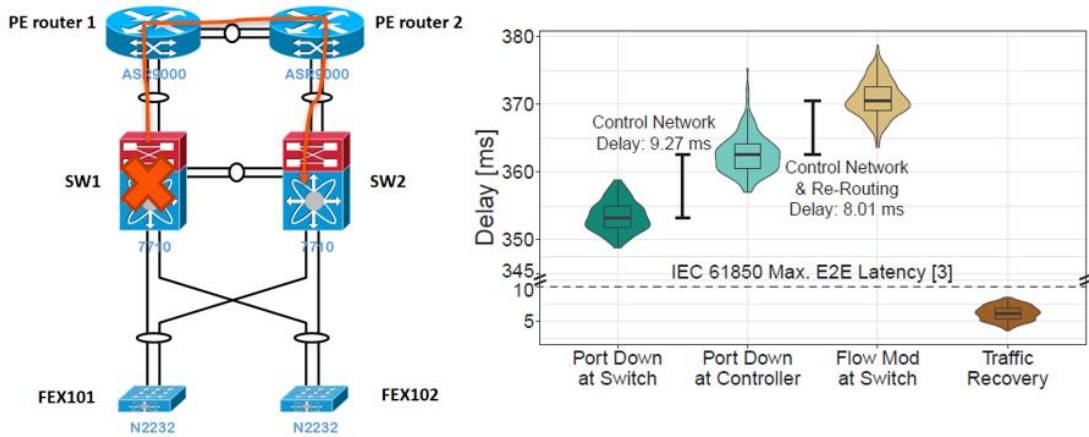 PE router 1
PE router 2
ASR9000
ASR9000
SW1
SW2
7710
7710
FEX101
FEX102
N2232
N2232
Delay [ms]
380
370
360
350
345
10
5
Control Network
Delay: 9.27 ms
Control Network
& Re-Routing
Delay: 8.01 ms
IEC 61850 Max. E2E Latency [3]
Port Down
at Switch
Port Down
at Controller
Flow Mod
at Switch
Traffic
Recovery